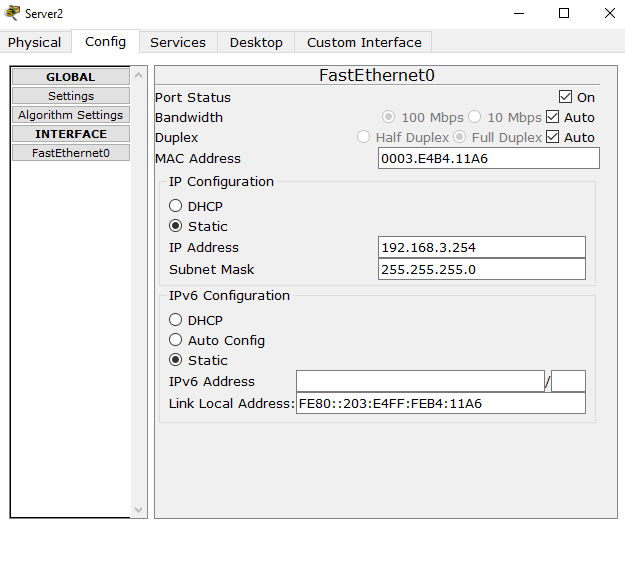 Server2
Physical Config Services Desktop Custom Interface
GLOBAL
Settings
Algorithm Settings
INTERFACE
FastEthernet0
FastEthernet0
Port Status On
Bandwidth 100 Mbps 10 Mbps Auto
Duplex Half Duplex Full Duplex Auto
MAC Address 0003.E4B4.11A6
IP Configuration
DHCP
Static
IP Address 192.168.3.254
Subnet Mask 255.255.255.0
IPv6 Configuration
DHCP
Auto Config
Static
IPv6 Address /
Link Local Address: FE80::203:E4FF:FEB4:11A6